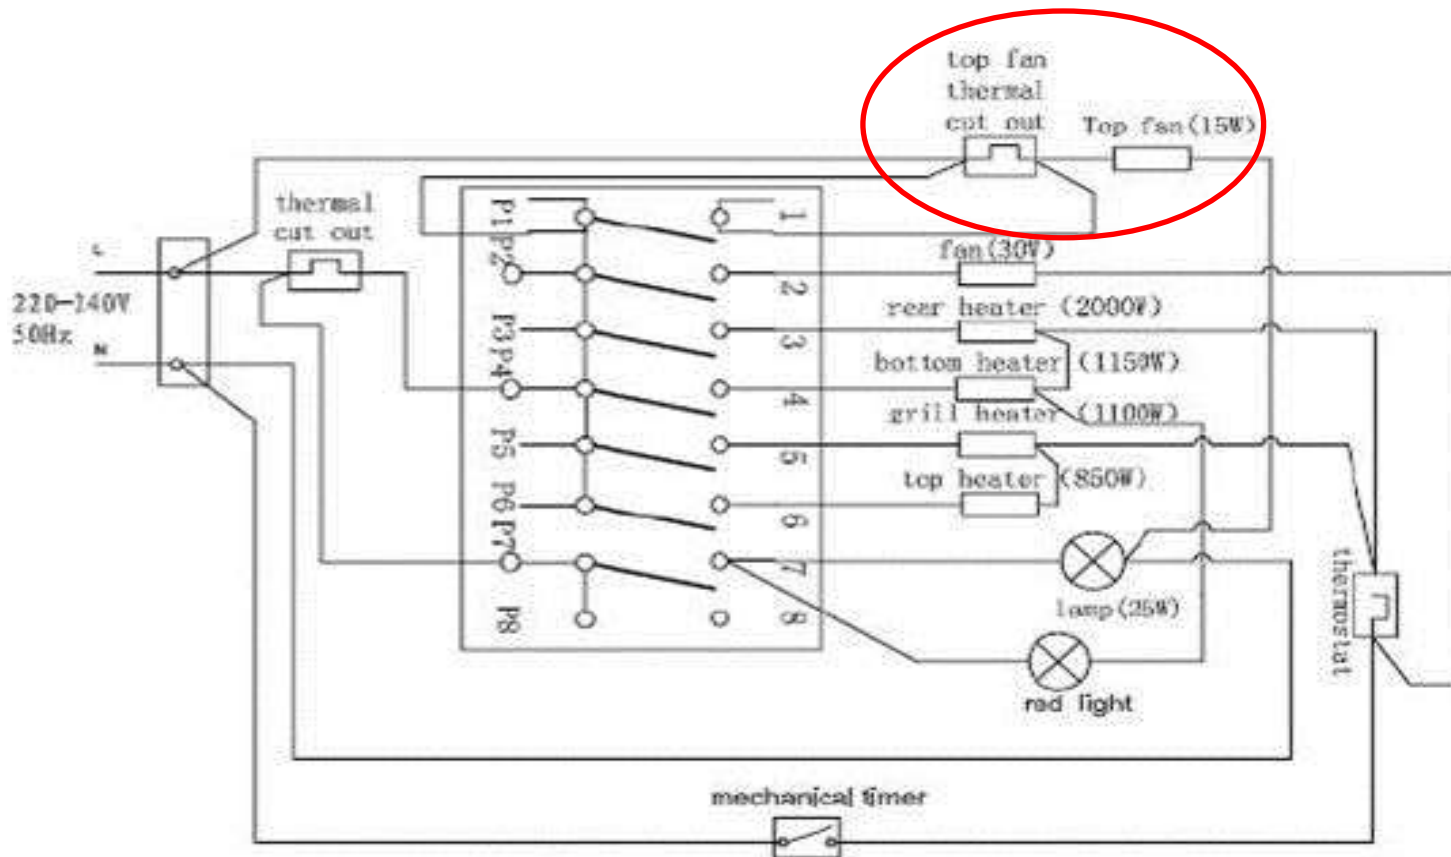 top fan
thermal
cut out
Top fan(15W)
thermal
cut out
L
220-240V
50Hz
N
P1
P2
P3
P4
P5
P6
P7
P8
1
2
3
4
5
6
7
8
fan(30W)
rear heater (2000W)
bottom heater (1150W)
grill heater (1100W)
top heater (850W)
lamp(25W)
red light
thermostat
mechanical timer